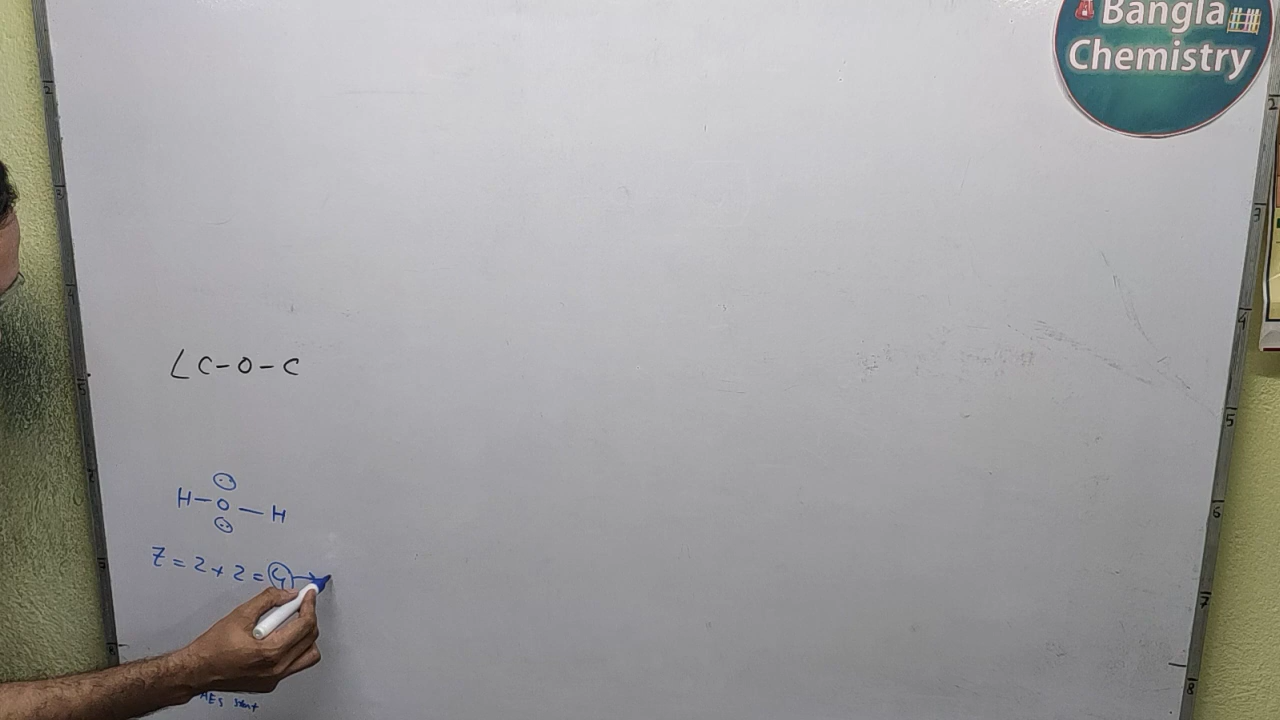 Bangla
Chemistry
∠ C-O-C
H-O-H
Z = 2 + 2 = 4 →